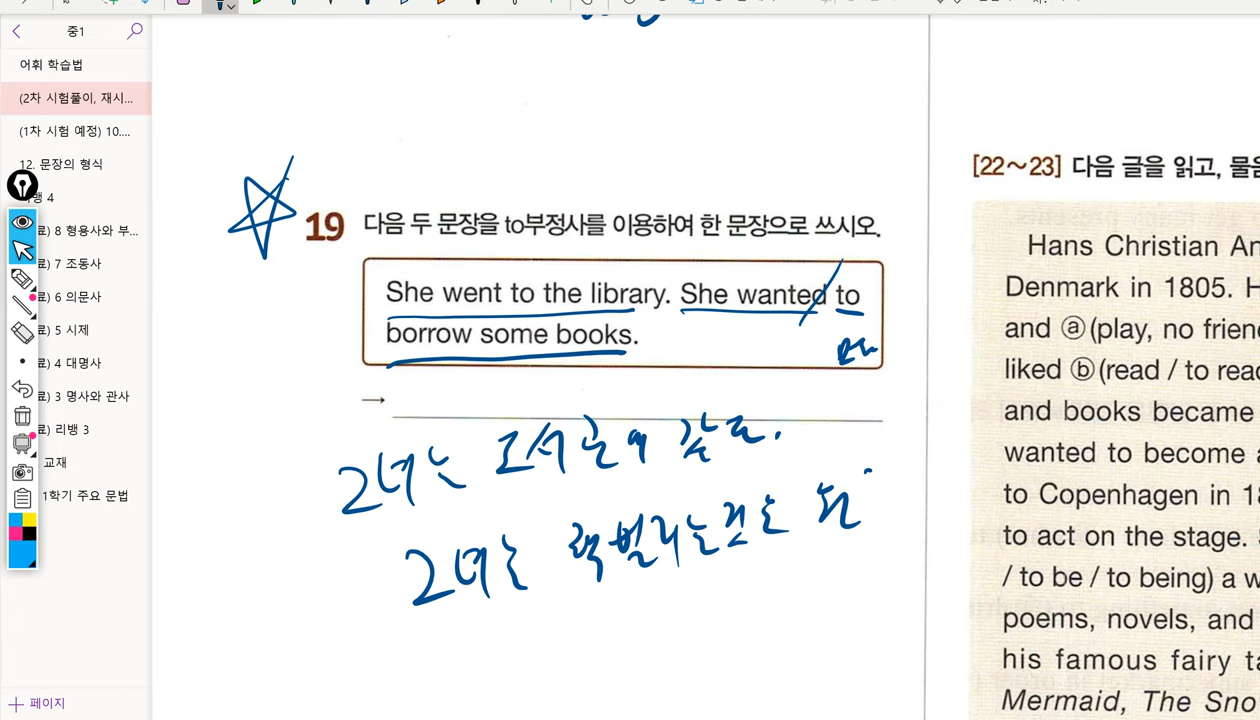 중1
어휘 학습법
(2차 시험풀이, 재시...
(1차 시험 예정) 10....
12. 문장의 형식
뱅 4
료) 8 형용사와 부...
료) 7 조동사
료) 6 의문사
료) 5 시제
료) 4 대명사
료) 3 명사와 관사
료) 리뱅 3
교재
1학기 주요 문법
페이지
19 다음 두 문장을 to부정사를 이용하여 한 문장으로 쓰시오.
She went to the library. She wanted to
borrow some books.
→
그녀는 도서관에 갔다.
그녀는 책 빌리는 것을 원
[22~23] 다음 글을 읽고, 물음
Hans Christian An
Denmark in 1805. H
and ⓐ (play, no frien
liked ⓑ (read / to read
and books became
wanted to become a
to Copenhagen in 18
to act on the stage.
/ to be / to being) a w
poems, novels, and
his famous fairy ta
Mermaid, The Sno